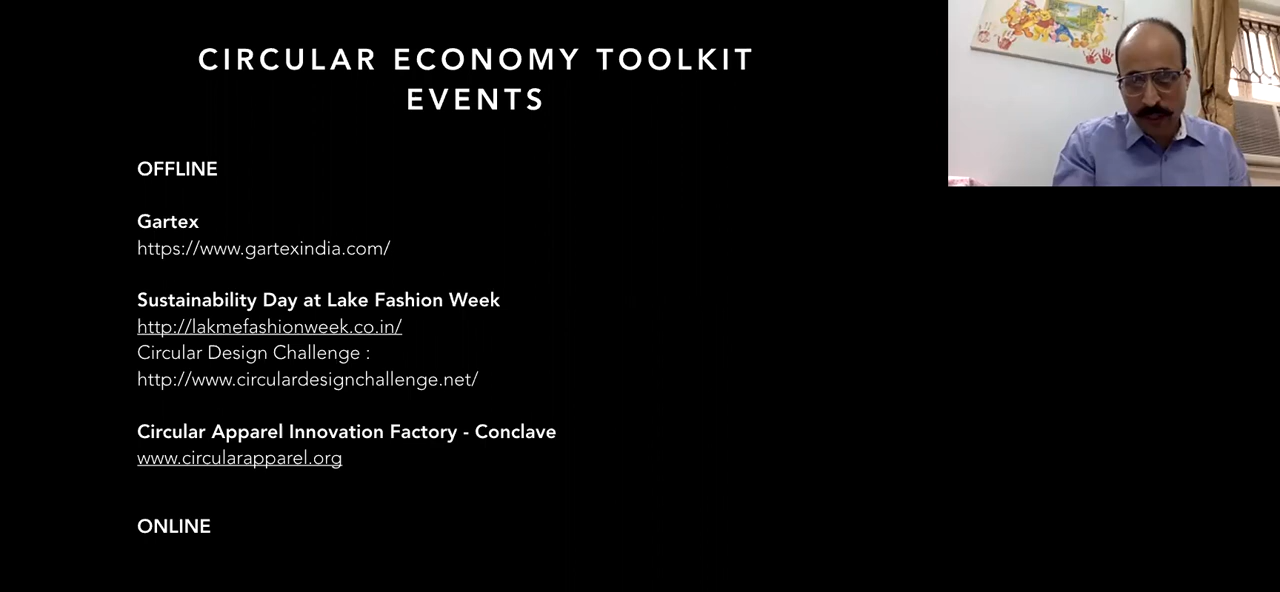 CIRCULAR ECONOMY TOOLKIT
EVENTS
OFFLINE
Gartex
https://www.gartexindia.com/
Sustainability Day at Lake Fashion Week
http://lakmefashionweek.co.in/
Circular Design Challenge :
http://www.circulardesignchallenge.net/
Circular Apparel Innovation Factory - Conclave
www.circularapparel.org
ONLINE